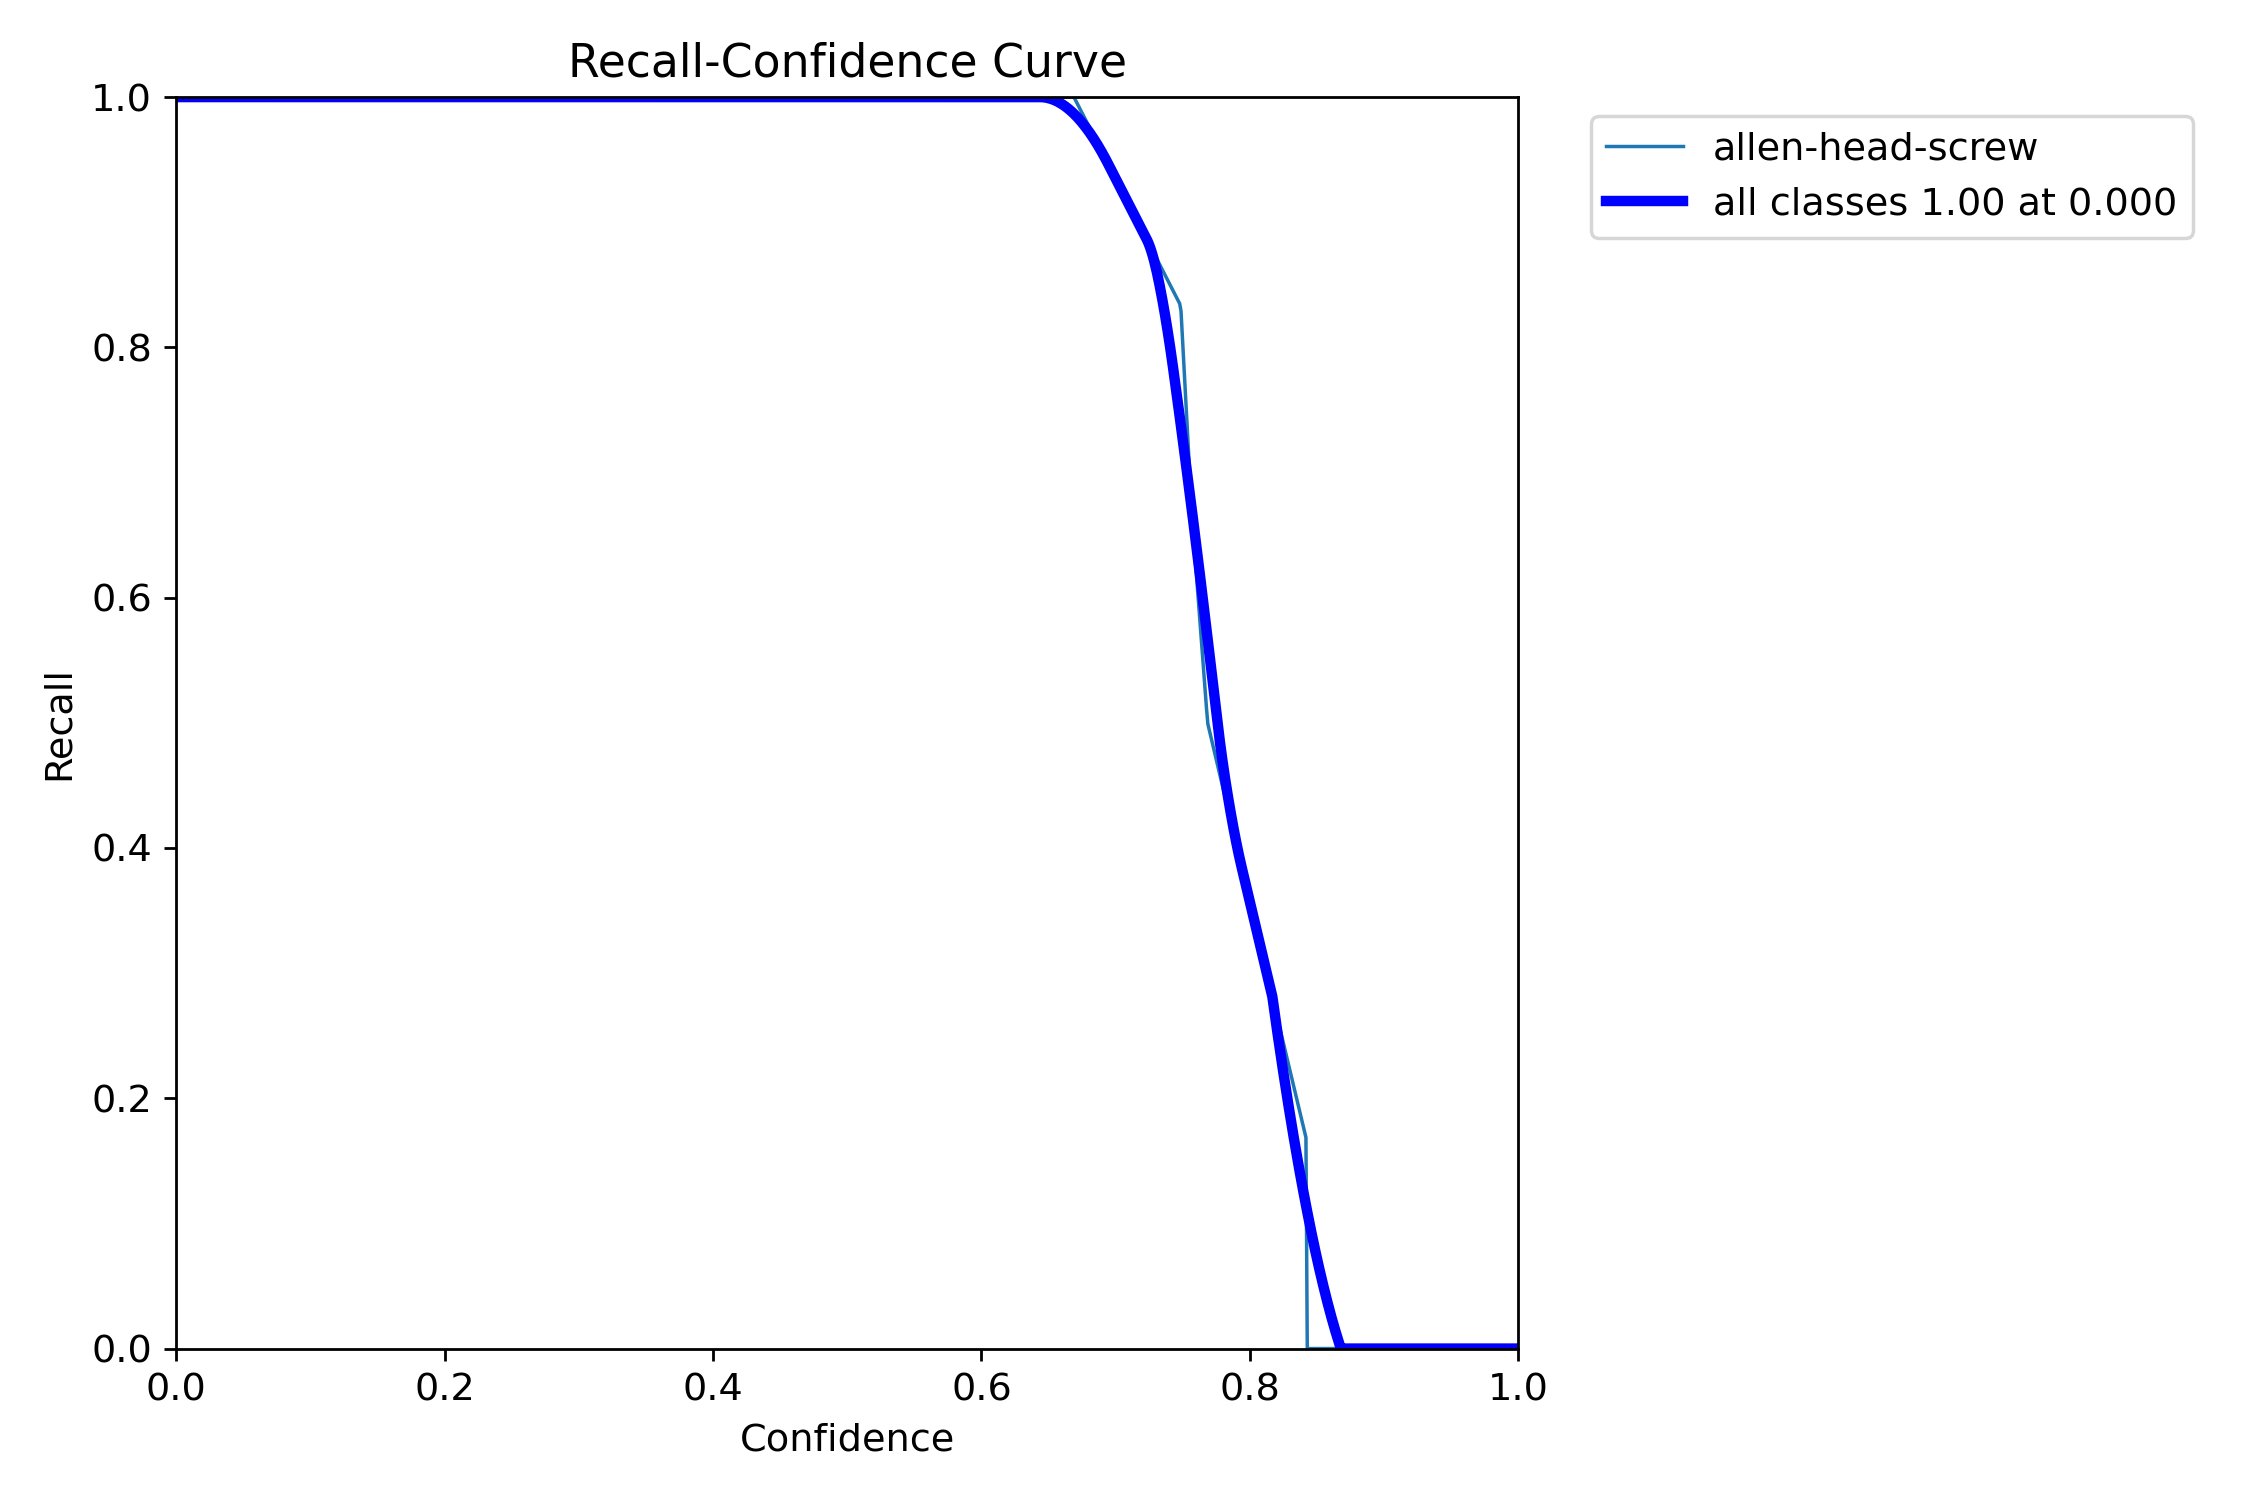 Recall-Confidence Curve
1.0
0.8
0.6
0.4
0.2
0.0
Recall
0.0 0.2 0.4 0.6 0.8 1.0
Confidence
allen-head-screw
all classes 1.00 at 0.000